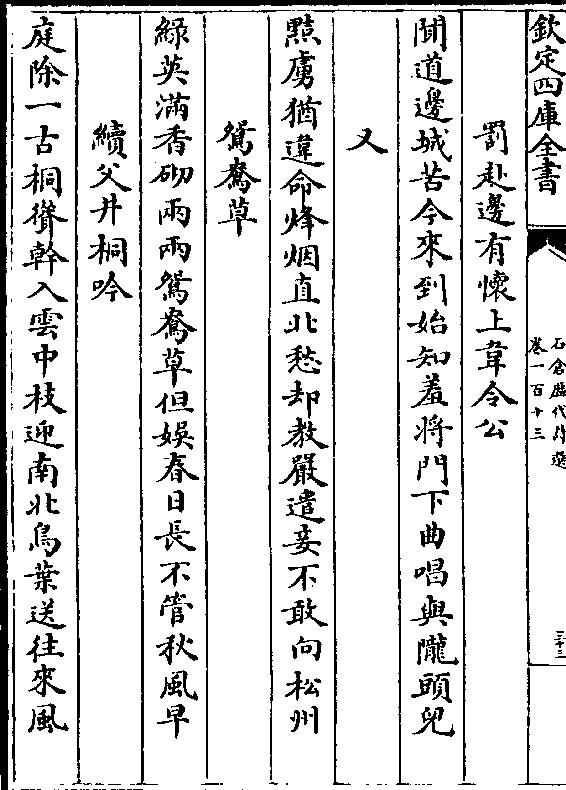 欽定四庫全書
石倉歷代詩選
卷一百十三
三十三
罰赴邊有懷上韋令公
聞道邊城苦今來到始知羞將門下曲唱與隴頭兒
又
黠虜猶違命烽烟直北愁却教嚴遣妾不敢向松州
鴛鴦草
綠英滿香砌兩兩鴛鴦草但娛春日長不管秋風早
續父井桐吟
庭除一古桐聳幹入雲中枝迎南北鳥葉送往來風